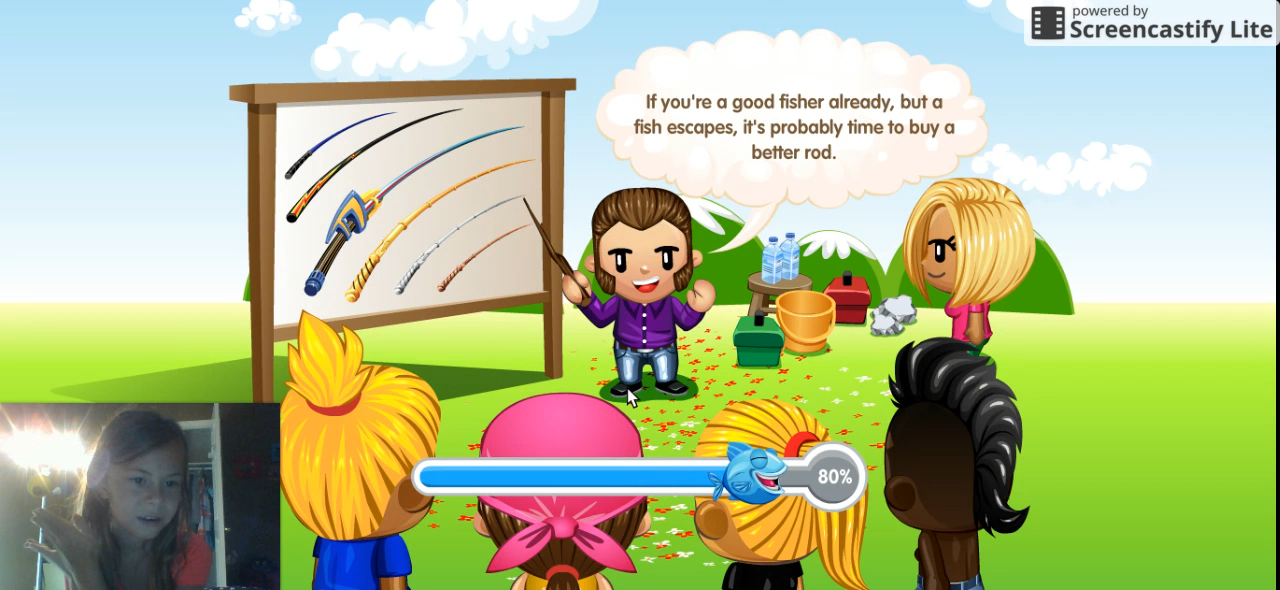 powered by
Screencastify Lite
If you're a good fisher already, but a
fish escapes, it's probably time to buy a
better rod.
80%